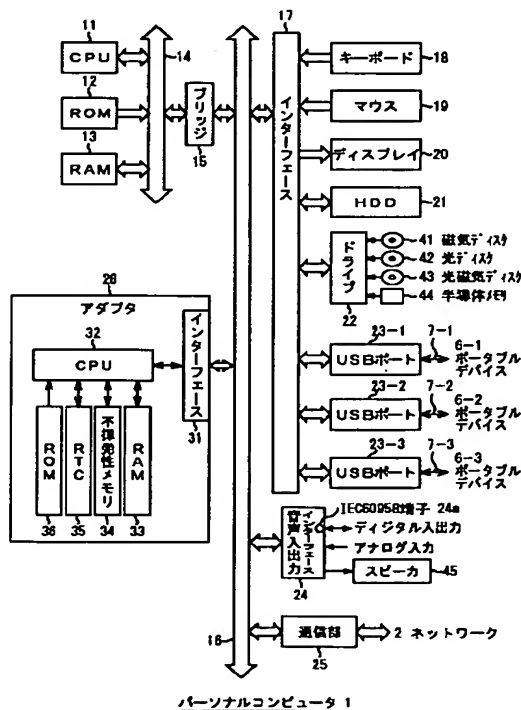 11
CPU
12
ROM
13
RAM
14
ブリッジ
15
16
17
インターフェース
キーボード
18
マウス
19
ディスプレイ
20
HDD
21
ドライブ
22
41 磁気ディスク
42 光ディスク
43 光磁気ディスク
44 半導体メモリ
23-1
USBポート
7-1
6-1
ポータブル
デバイス
23-2
USBポート
7-2
6-2
ポータブル
デバイス
23-3
USBポート
7-3
6-3
ポータブル
デバイス
26
アダプタ
32
CPU
インターフェース
31
ROM
36
RTC
35
不揮発性メモリ
34
RAM
33
IEC60958端子 24a
音声入出力
インターフェース
24
ディジタル入出力
アナログ入力
スピーカ
45
通信部
25
2 ネットワーク
パーソナルコンピュータ 1